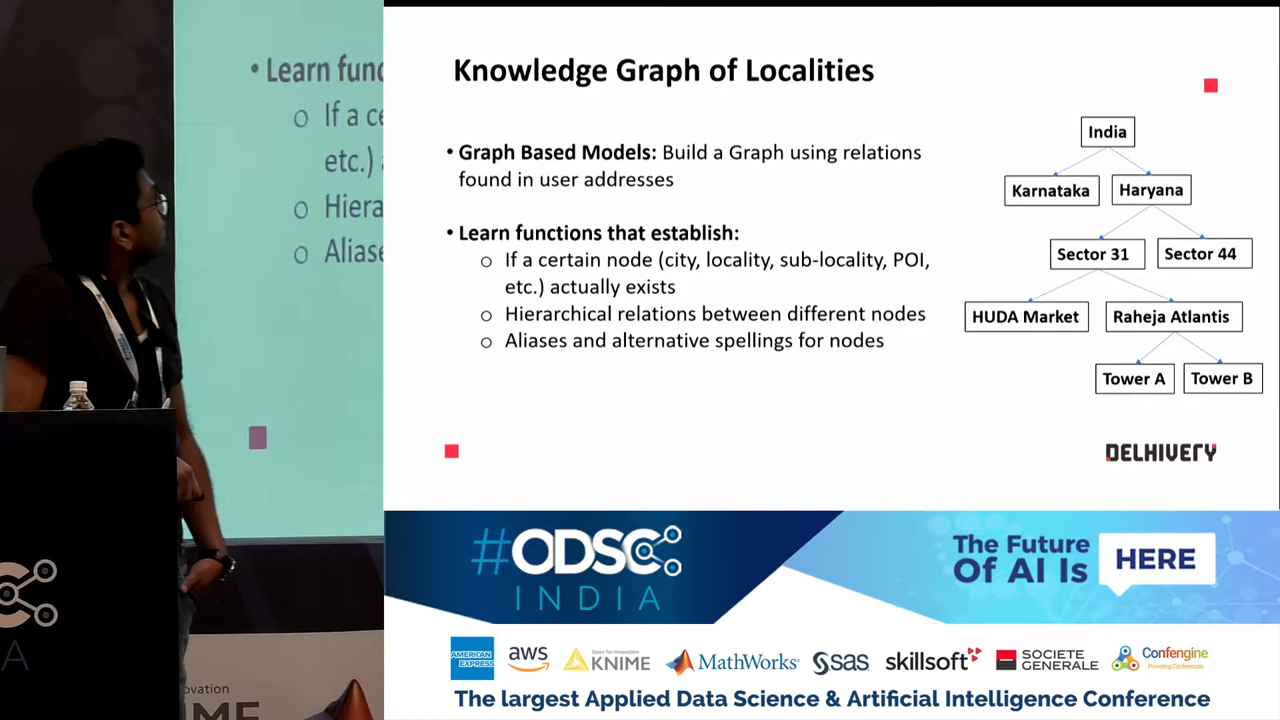 • Learn func
o If a ce
etc.)
o Hiera
o Aliase
Knowledge Graph of Localities
• Graph Based Models: Build a Graph using relations
found in user addresses
• Learn functions that establish:
o If a certain node (city, locality, sub-locality, POI,
etc.) actually exists
o Hierarchical relations between different nodes
o Aliases and alternative spellings for nodes
India
Karnataka
Haryana
Sector 31
Sector 44
HUDA Market
Raheja Atlantis
Tower A
Tower B
DELHIVERY
#ODSC
INDIA
The Future
Of AI Is
HERE
AMERICAN
EXPRESS
aws
Open for Innovation
KNIME
MathWorks®
sas
skillsoft
SOCIETE
GENERALE
Confengine
Powering Conferences
The largest Applied Data Science & Artificial Intelligence Conference
C
A
ovation
ME